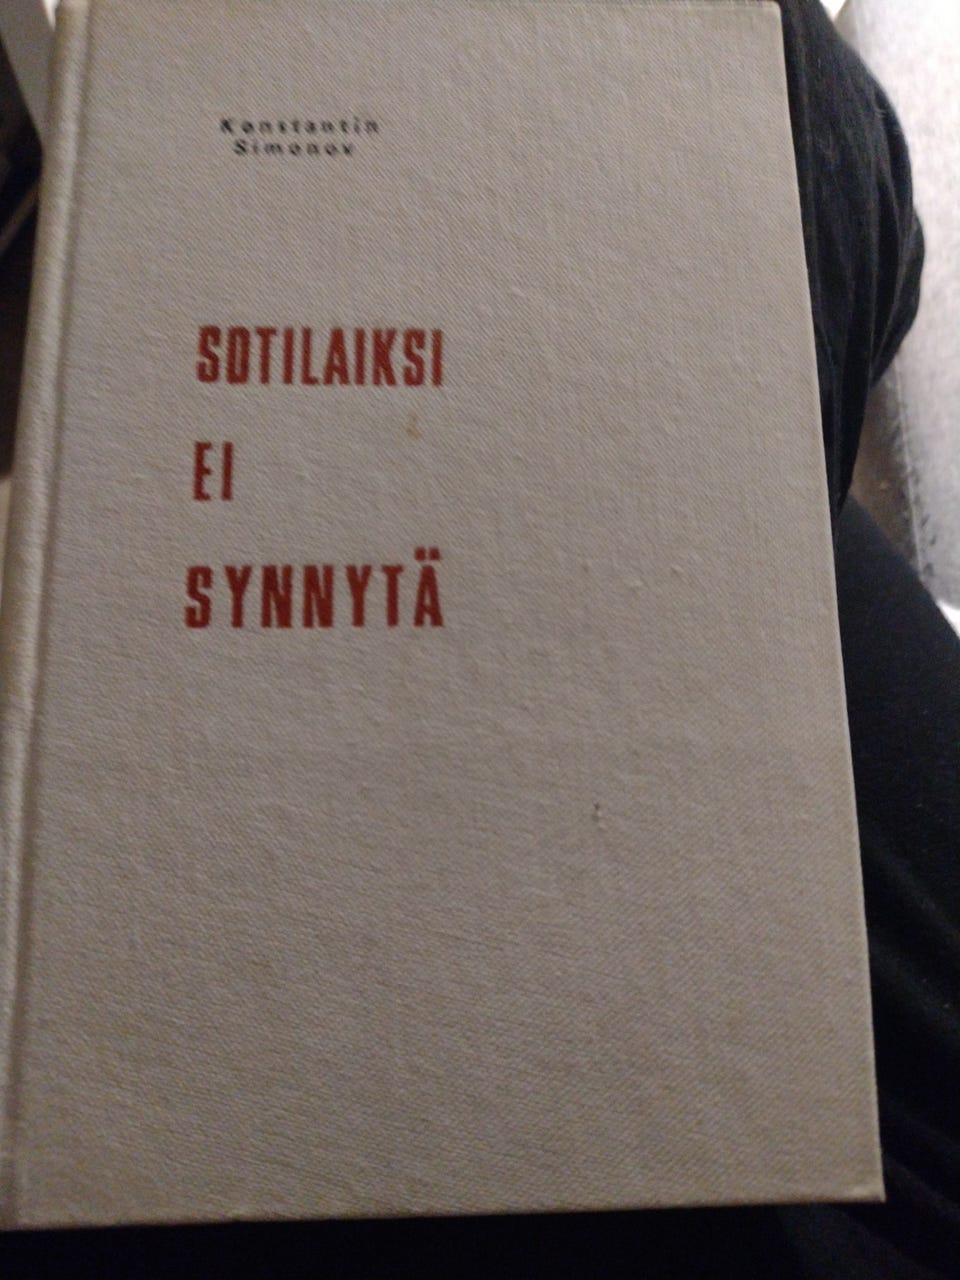 Konstantin
Simonov
SOTILAIKSI
EI
SYNNYTÄ